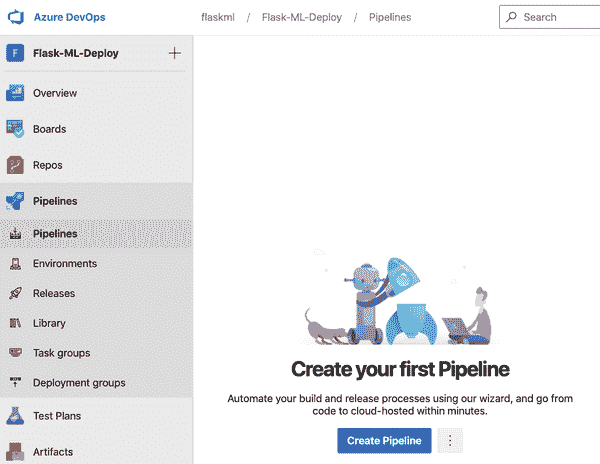 Azure DevOps
flaskml / Flask-ML-Deploy / Pipelines
Search
F Flask-ML-Deploy +
Overview
Boards
Repos
Pipelines
Pipelines
Environments
Releases
Library
Task groups
Deployment groups
Test Plans
Artifacts
Create your first Pipeline
Automate your build and release processes using our wizard, and go from
code to cloud-hosted within minutes.
Create Pipeline